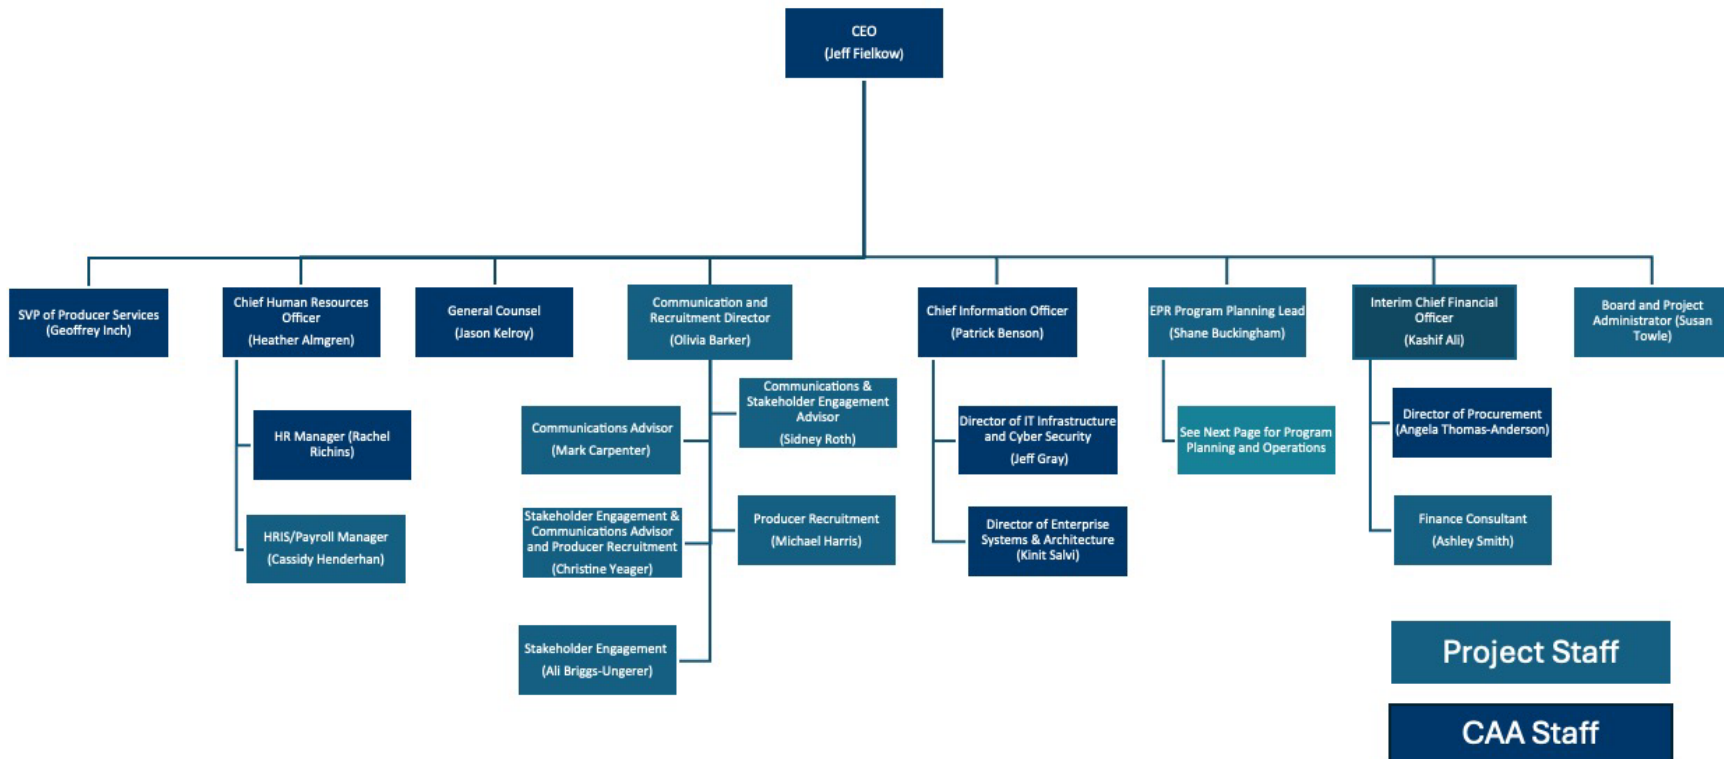 CEO
(Jeff Fielkow)
SVP of Producer Services
(Geoffrey Inch)
Chief Human Resources
Officer
(Heather Almgren)
General Counsel
(Jason Kelroy)
Communication and
Recruitment Director
(Olivia Barker)
Chief Information Officer
(Patrick Benson)
EPR Program Planning Lead
(Shane Buckingham)
Interim Chief Financial
Officer
(Kashif Ali)
Board and Project
Administrator (Susan
Towle)
HR Manager (Rachel
Richins)
HRIS/Payroll Manager
(Cassidy Henderhan)
Communications Advisor
(Mark Carpenter)
Communications &
Stakeholder Engagement
Advisor
(Sidney Roth)
Stakeholder Engagement &
Communications Advisor
and Producer Recruitment
(Christine Yeager)
Producer Recruitment
(Michael Harris)
Stakeholder Engagement
(Ali Briggs-Ungerer)
Director of IT Infrastructure
and Cyber Security
(Jeff Gray)
Director of Enterprise
Systems & Architecture
(Kinit Salvi)
See Next Page for Program
Planning and Operations
Director of Procurement
(Angela Thomas-Anderson)
Finance Consultant
(Ashley Smith)
Project Staff
CAA Staff